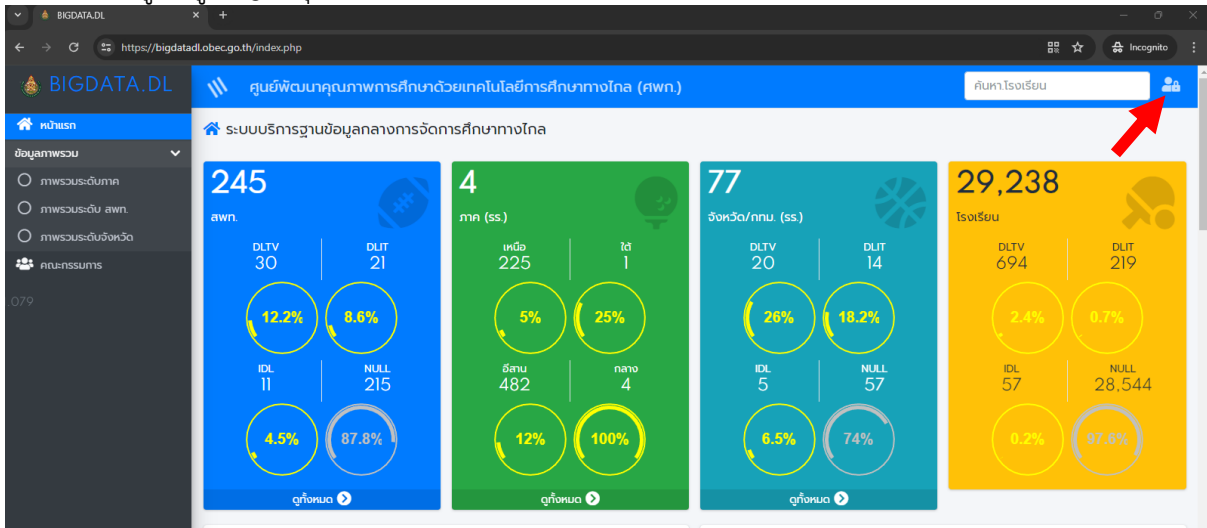 BIGDATA.DL
https://bigdatadl.obec.go.th/index.php
Incognito
BIGDATA.DL
ศูนย์พัฒนาคุณภาพการศึกษาด้วยเทคโนโลยีการศึกษาทางไกล (ศพก.)
ค้นหา.โรงเรียน
หน้าแรก
ข้อมูลภาพรวม
ภาพรวมระดับภาค
ภาพรวมระดับ สพท.
ภาพรวมระดับจังหวัด
คณะกรรมการ
079
ระบบบริการฐานข้อมูลกลางการจัดการศึกษาทางไกล
245
สพท.
DLTV DLIT
30 21
12.2% 8.6%
IDL NULL
11 215
4.5% 87.8%
ดูทั้งหมด
4
ภาค (รร.)
เหนือ ใต้
225 1
5% 25%
อีสาน กลาง
482 4
12% 100%
ดูทั้งหมด
77
จังหวัด/กทม. (รร.)
DLTV DLIT
20 14
26% 18.2%
IDL NULL
5 57
6.5% 74%
ดูทั้งหมด
29,238
โรงเรียน
DLTV DLIT
694 219
2.4% 0.7%
IDL NULL
57 28,544
0.2% 97.6%